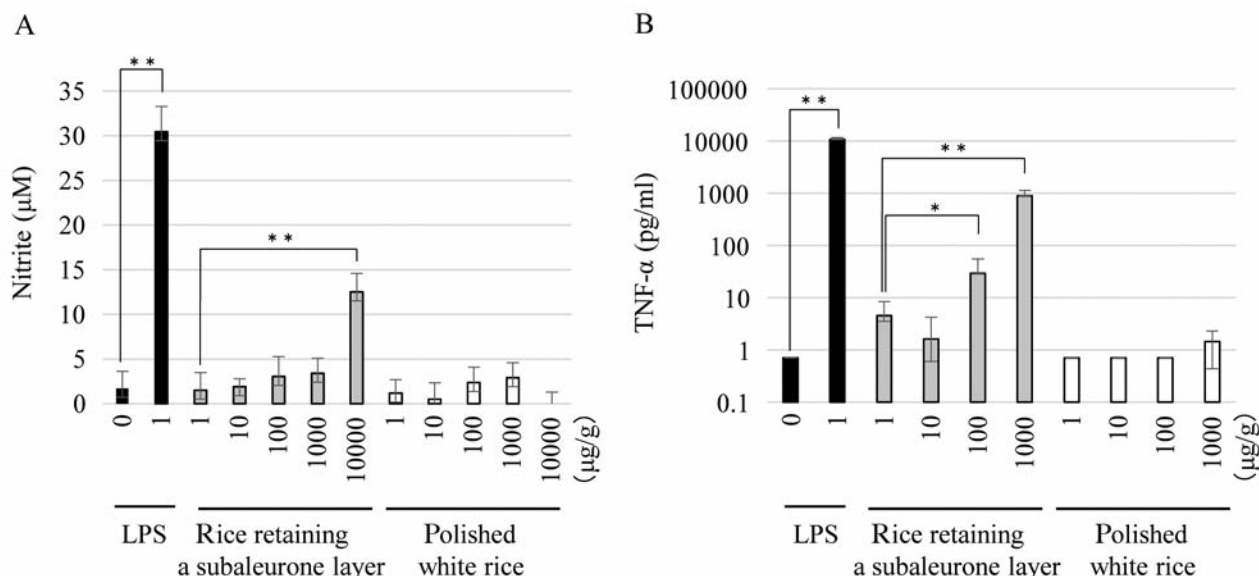 A
**
35
30
25
20
15
10
5
0
Nitrite (μM)
**
0
1
1
10
100
1000
10000
1
10
100
1000
10000
(μg/g)
LPS
Rice retaining
a subaleurone layer
Polished
white rice
B
100000
10000
1000
100
10
1
0.1
TNF-α (pg/ml)
**
**
*
0
1
1
10
100
1000
1
10
100
1000
(μg/g)
LPS
Rice retaining
a subaleurone layer
Polished
white rice